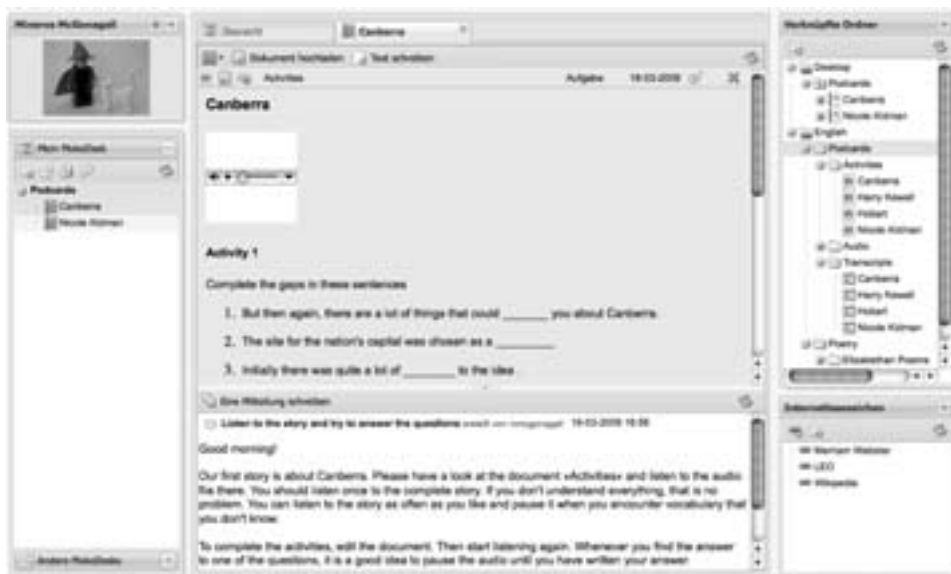 Minerva McGonagall
Mein MokoDesk
Postcards
Canberra
Nicole Kidman
Andere MokoDesks
Übersicht
Canberra
Dokument hochladen
Text schreiben
Activities
Aufgabe
18-03-2009
Canberra
Activity 1
Complete the gaps in these sentences
1. But then again, there are a lot of things that could _______ you about Canberra.
2. The site for the nation's capital was chosen as a _________
3. Initially there was quite a lot of ________ to the idea
Eine Mitteilung schreiben
Listen to the story and try to answer the questions erstellt von mmcgonagall 18-03-2009
Good morning!
Our first story is about Canberra. Please have a look at the document «Activities» and listen to the audio
file there. You should listen once to the complete story. If you don't understand everything, that is no
problem. You can listen to the story as often as you like and pause it when you encounter vocabulary that
you don't know.
To complete the activities, edit the document. Then start listening again. Whenever you find the answer
to one of the questions, it is a good idea to pause the audio until you have written your answer.
Verknüpfte Ordner
Desktop
Postcards
Canberra
Nicole Kidman
English
Postcards
Activities
Canberra
Harry Kewell
Hobart
Nicole Kidman
Audio
Transcripts
Canberra
Harry Kewell
Hobart
Nicole Kidman
Poetry
Elizabethan Poems
Internetlesezeichen
Merriam Webster
LEO
Wikipedia